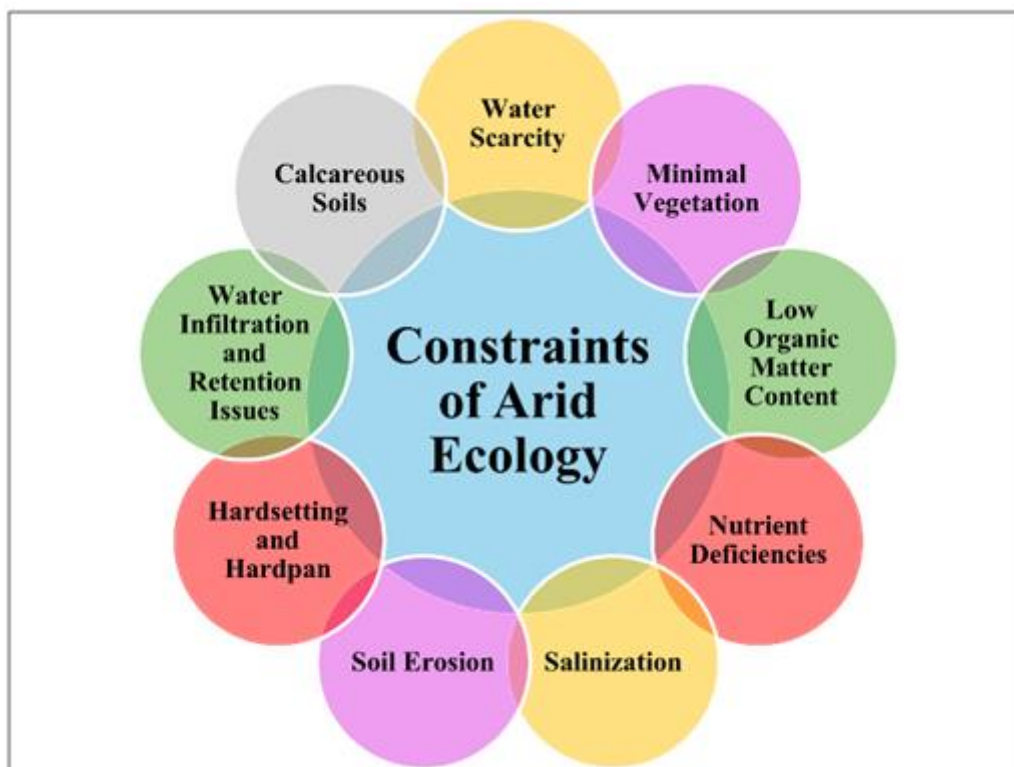 Water
Scarcity
Minimal
Vegetation
Low
Organic
Matter
Content
Nutrient
Deficiencies
Salinization
Soil Erosion
Hardsetting
and
Hardpan
Water
Infiltration
and
Retention
Issues
Calcareous
Soils
Constraints
of Arid
Ecology